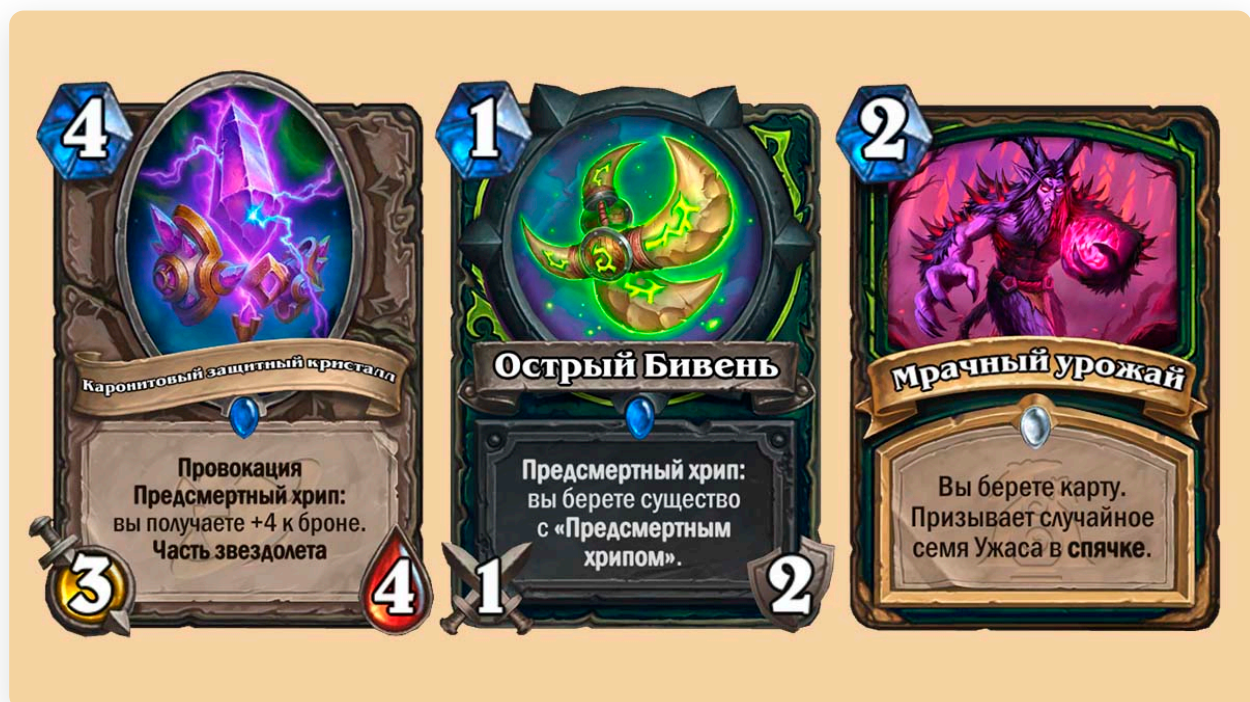 4
Каронитовый защитный кристалл
Провокация
Предсмертный хрип:
вы получаете +4 к броне.
Часть звездолета
3
4
1
Острый Бивень
Предсмертный хрип:
вы берете существо
с «Предсмертным
хрипом».
1
2
2
Мрачный урожай
Вы берете карту.
Призывает случайное
семя Ужаса в спячке.